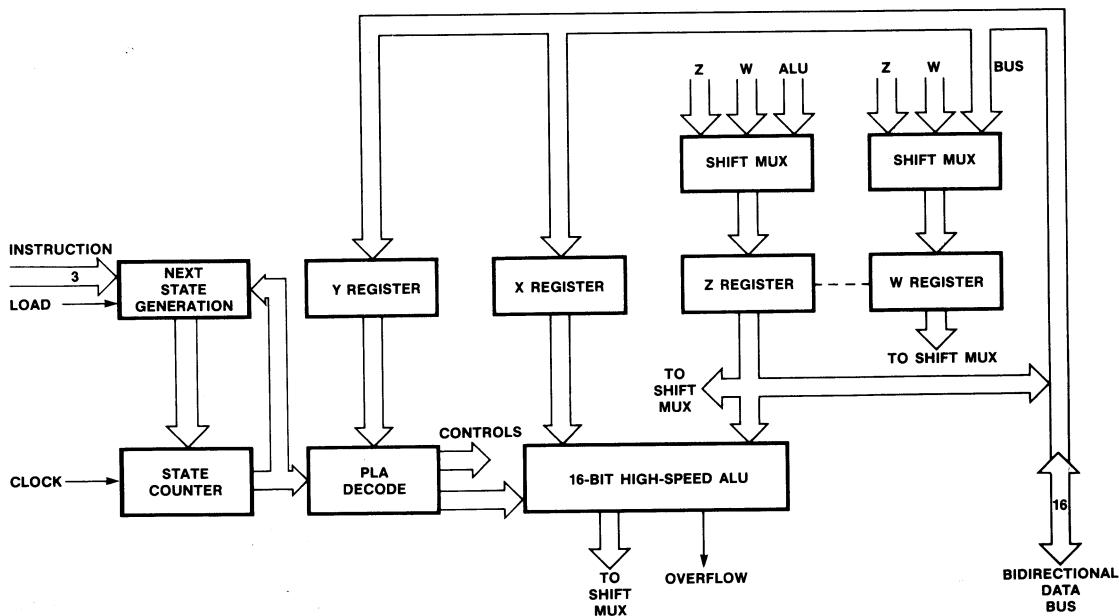 Z
W
ALU
Z
W
BUS
SHIFT MUX
SHIFT MUX
INSTRUCTION
3
LOAD
NEXT
STATE
GENERATION
Y REGISTER
X REGISTER
Z REGISTER
W REGISTER
TO SHIFT MUX
TO
SHIFT
MUX
CLOCK
STATE
COUNTER
PLA
DECODE
CONTROLS
16-BIT HIGH-SPEED ALU
16
TO
SHIFT
MUX
OVERFLOW
BIDIRECTIONAL
DATA
BUS